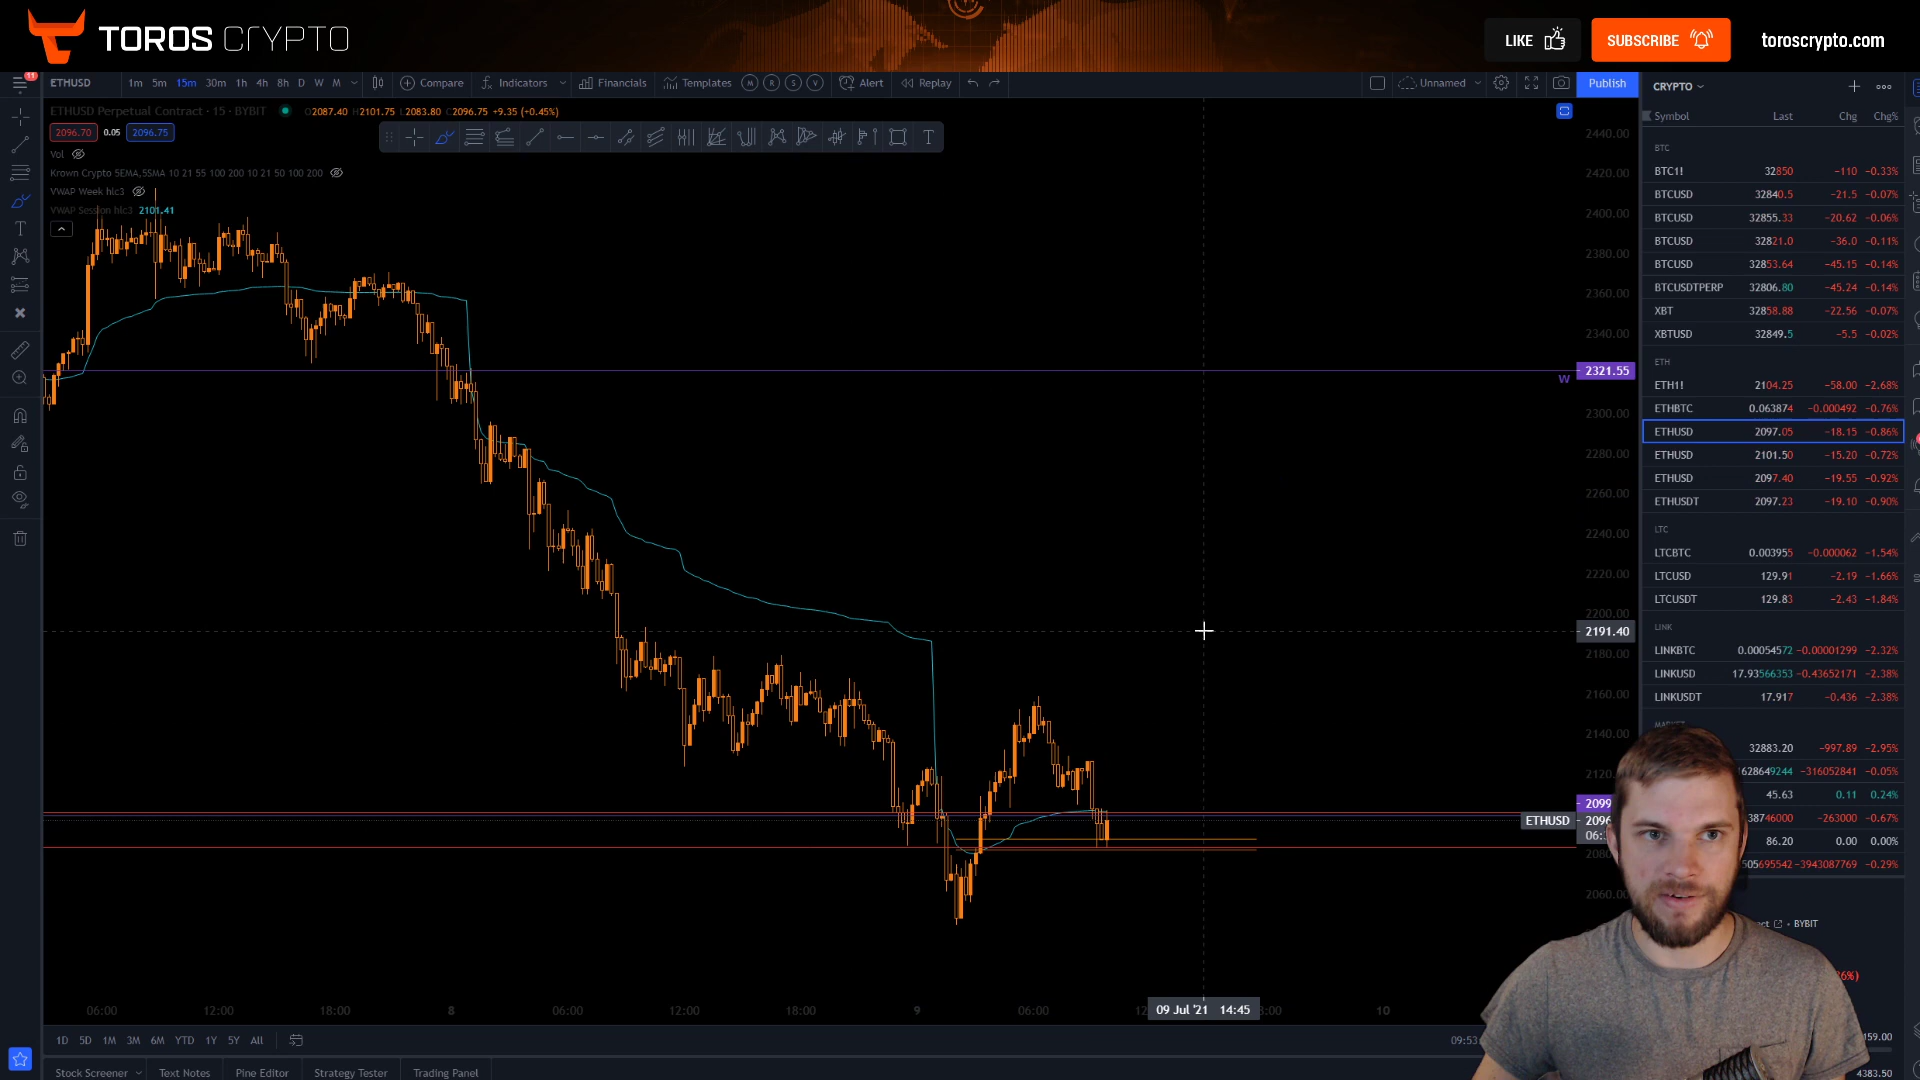 TOROS CRYPTO
LIKE
SUBSCRIBE
toroscrypto.com
11
ETHUSD 1m 5m 15m 30m 1h 4h 8h D W M Compare Indicators Financials Templates M R S V Alert Replay Unnamed Publish
CRYPTO
ETHUSD Perpetual Contract · 15 · BYBIT O2087.40 H2101.75 L2083.80 C2096.75 +9.35 (+0.45%)
2096.70 0.05 2096.75
Vol
Krown Crypto 5EMA,5SMA 10 21 55 100 200 10 21 50 100 200
VWAP Week hlc3
VWAP Session hlc3 2101.41
T
2440.00
2420.00
2400.00
2380.00
2360.00
2340.00
W 2321.55
2300.00
2280.00
2260.00
2240.00
2220.00
2200.00
2191.40
2180.00
2160.00
2140.00
2120
2099
ETHUSD 2096
06:
2080
2060.00
06:00 12:00 18:00 8 06:00 12:00 18:00 9 06:00 09 Jul '21 14:45 10
1D 5D 1M 3M 6M YTD 1Y 5Y All
09:53
Stock Screener Text Notes Pine Editor Strategy Tester Trading Panel
Symbol Last Chg Chg%
BTC
BTC1! 32850 −110 −0.33%
BTCUSD 32840.5 −21.5 −0.07%
BTCUSD 32855.33 −20.62 −0.06%
BTCUSD 32821.0 −36.0 −0.11%
BTCUSD 32853.64 −45.15 −0.14%
BTCUSDTPERP 32806.80 −45.24 −0.14%
XBT 32858.88 −22.56 −0.07%
XBTUSD 32849.5 −5.5 −0.02%
ETH
ETH1! 2104.25 −58.00 −2.68%
ETHBTC 0.063874 −0.000492 −0.76%
ETHUSD 2097.05 −18.15 −0.86%
ETHUSD 2101.50 −15.20 −0.72%
ETHUSD 2097.40 −19.55 −0.92%
ETHUSDT 2097.23 −19.10 −0.90%
LTC
LTCBTC 0.003955 −0.000062 −1.54%
LTCUSD 129.91 −2.19 −1.66%
LTCUSDT 129.83 −2.43 −1.84%
LINK
LINKBTC 0.00054572 −0.00001299 −2.32%
LINKUSD 17.93566353 −0.43652171 −2.38%
LINKUSDT 17.917 −0.436 −2.38%
MARKET
32883.20 −997.89 −2.95%
162864 9244 −316052841 −0.05%
45.63 0.11 0.24%
38746000 −263000 −0.67%
86.20 0.00 0.00%
505695542 −3943087769 −0.29%
BYBIT
6%)
159.00
4383.50